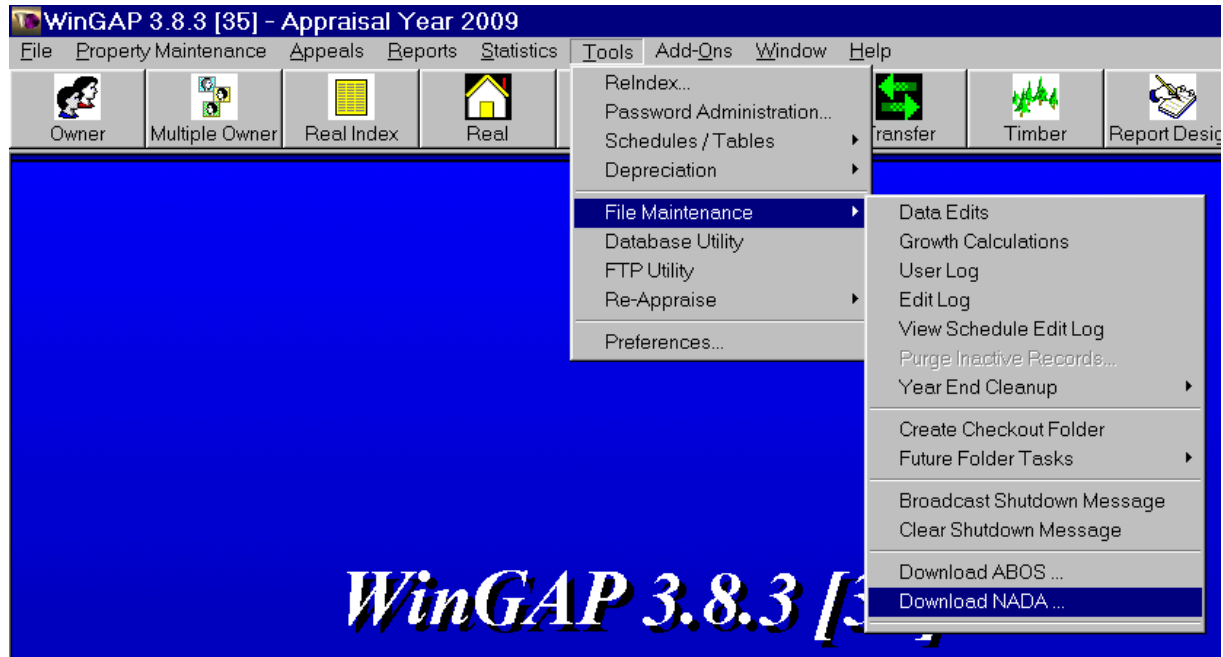 WinGAP 3.8.3 [35] - Appraisal Year 2009
File Property Maintenance Appeals Reports Statistics Tools Add-Ons Window Help
Owner Multiple Owner Real Index Real Timber
ReIndex...
Password Administration...
Schedules / Tables
Depreciation
File Maintenance
Database Utility
FTP Utility
Re-Appraise
Preferences...
Data Edits
Growth Calculations
User Log
Edit Log
View Schedule Edit Log
Purge Inactive Records...
Year End Cleanup
Create Checkout Folder
Future Folder Tasks
Broadcast Shutdown Message
Clear Shutdown Message
Download ABOS ...
Download NADA ...
WinGAP 3.8.3